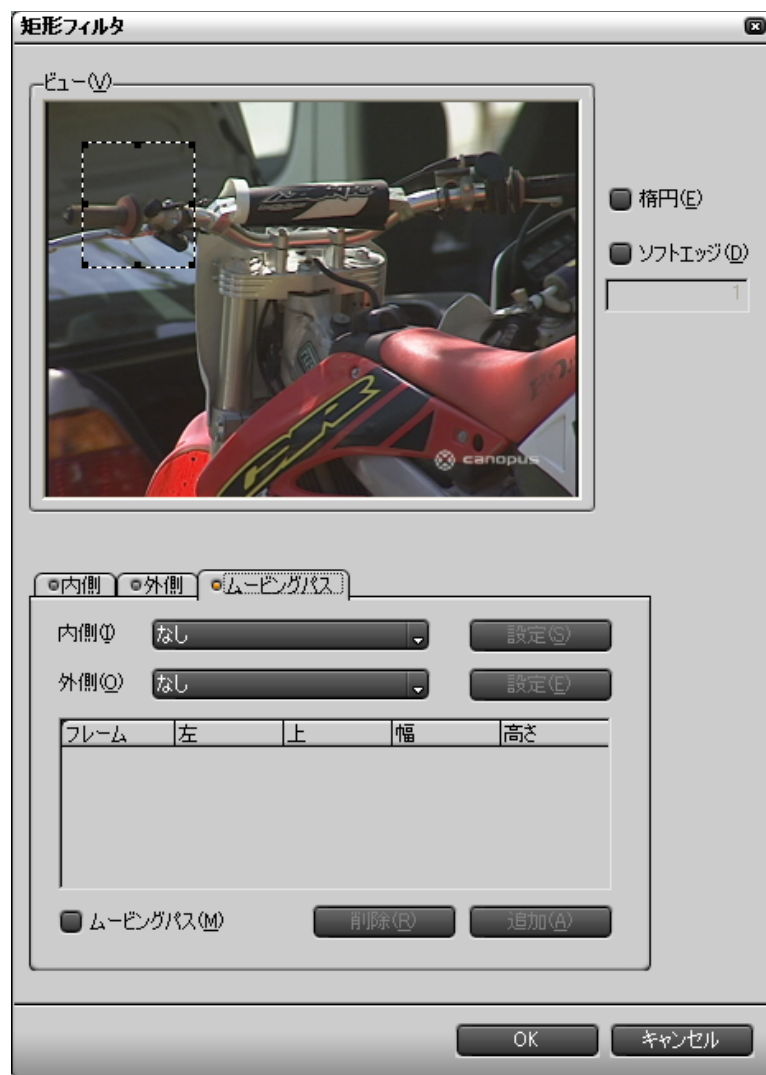 矩形フィルタ
ビュー(V)
楕円(E)
ソフトエッジ(D)
1
canopus
内側
外側
ムービングパス
内側(I)
なし
設定(S)
外側(O)
なし
設定(E)
フレーム 左 上 幅 高さ
ムービングパス(M)
削除(R)
追加(A)
OK
キャンセル